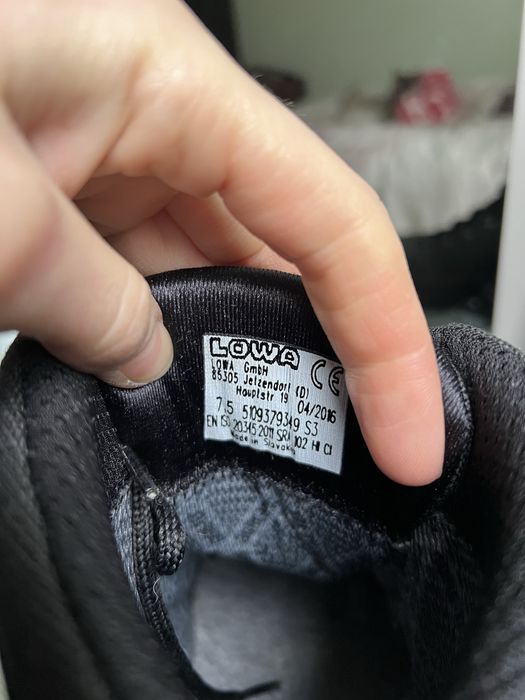 LOWA
LOWA GmbH
85305 Jetzendorf (D)
Hauptstr 19 04/2016
CE
7,5 5109379349 S3
EN ISO 20345:2011 SRA 102 HI CI
Made in Slovakia